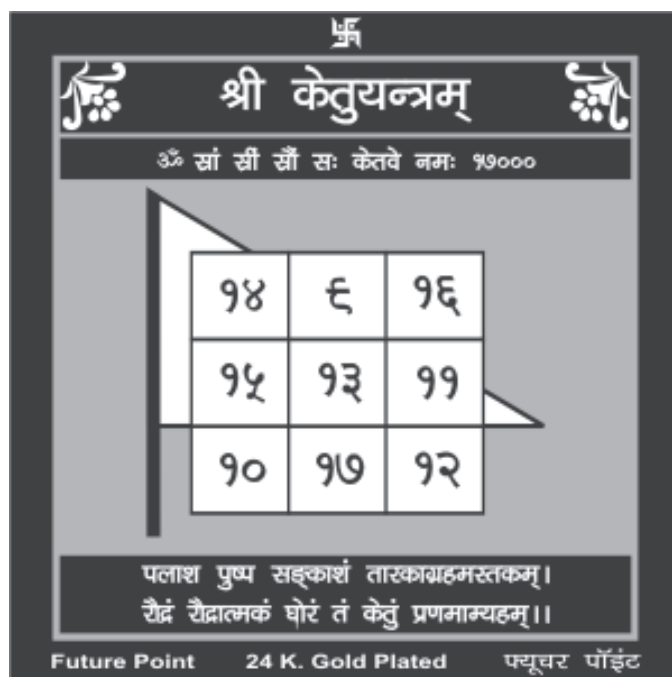 श्री केतुयन्त्रम्
ॐ स्रां स्रीं स्रौं सः केतवे नमः १७०००
१४ ९ १६
१५ १३ ११
१० १७ १२
पलाश पुष्प सङ्काशं तारकाग्रहमस्तकम्।
रौद्रं रौद्रात्मकं घोरं तं केतुं प्रणमाम्यहम्।।
Future Point 24 K. Gold Plated फ्यूचर पॉइंट